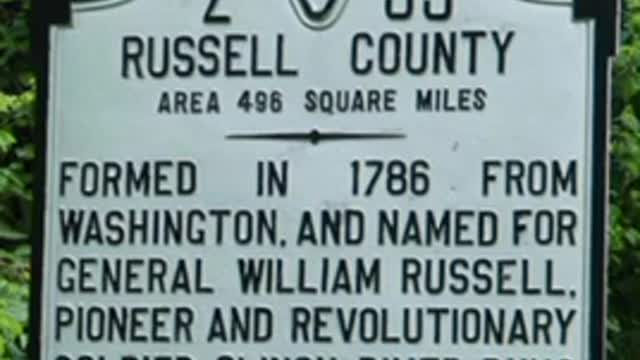 RUSSELL COUNTY
AREA 496 SQUARE MILES
FORMED IN 1786 FROM
WASHINGTON, AND NAMED FOR
GENERAL WILLIAM RUSSELL,
PIONEER AND REVOLUTIONARY